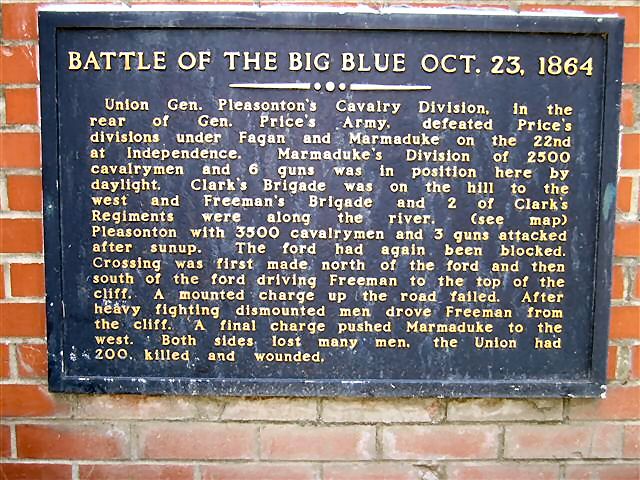 BATTLE OF THE BIG BLUE OCT. 23, 1864
Union Gen. Pleasonton's Cavalry Division, in the
rear of Gen. Price's Army, defeated Price's
divisions under Fagan and Marmaduke on the 22nd
at Independence. Marmaduke's Division of 2500
cavalrymen and 6 guns was in position here by
daylight. Clark's Brigade was on the hill to the
west and Freeman's Brigade and 2 of Clark's
Regiments were along the river. (see map)
Pleasonton with 3500 cavalrymen and 3 guns attacked
after sunup. The ford had again been blocked.
Crossing was first made north of the ford and then
south of the ford driving Freeman to the top of the
cliff. A mounted charge up the road failed. After
heavy fighting dismounted men drove Freeman from
the cliff. A final charge pushed Marmaduke to the
west. Both sides lost many men, the Union had
200, killed and wounded.